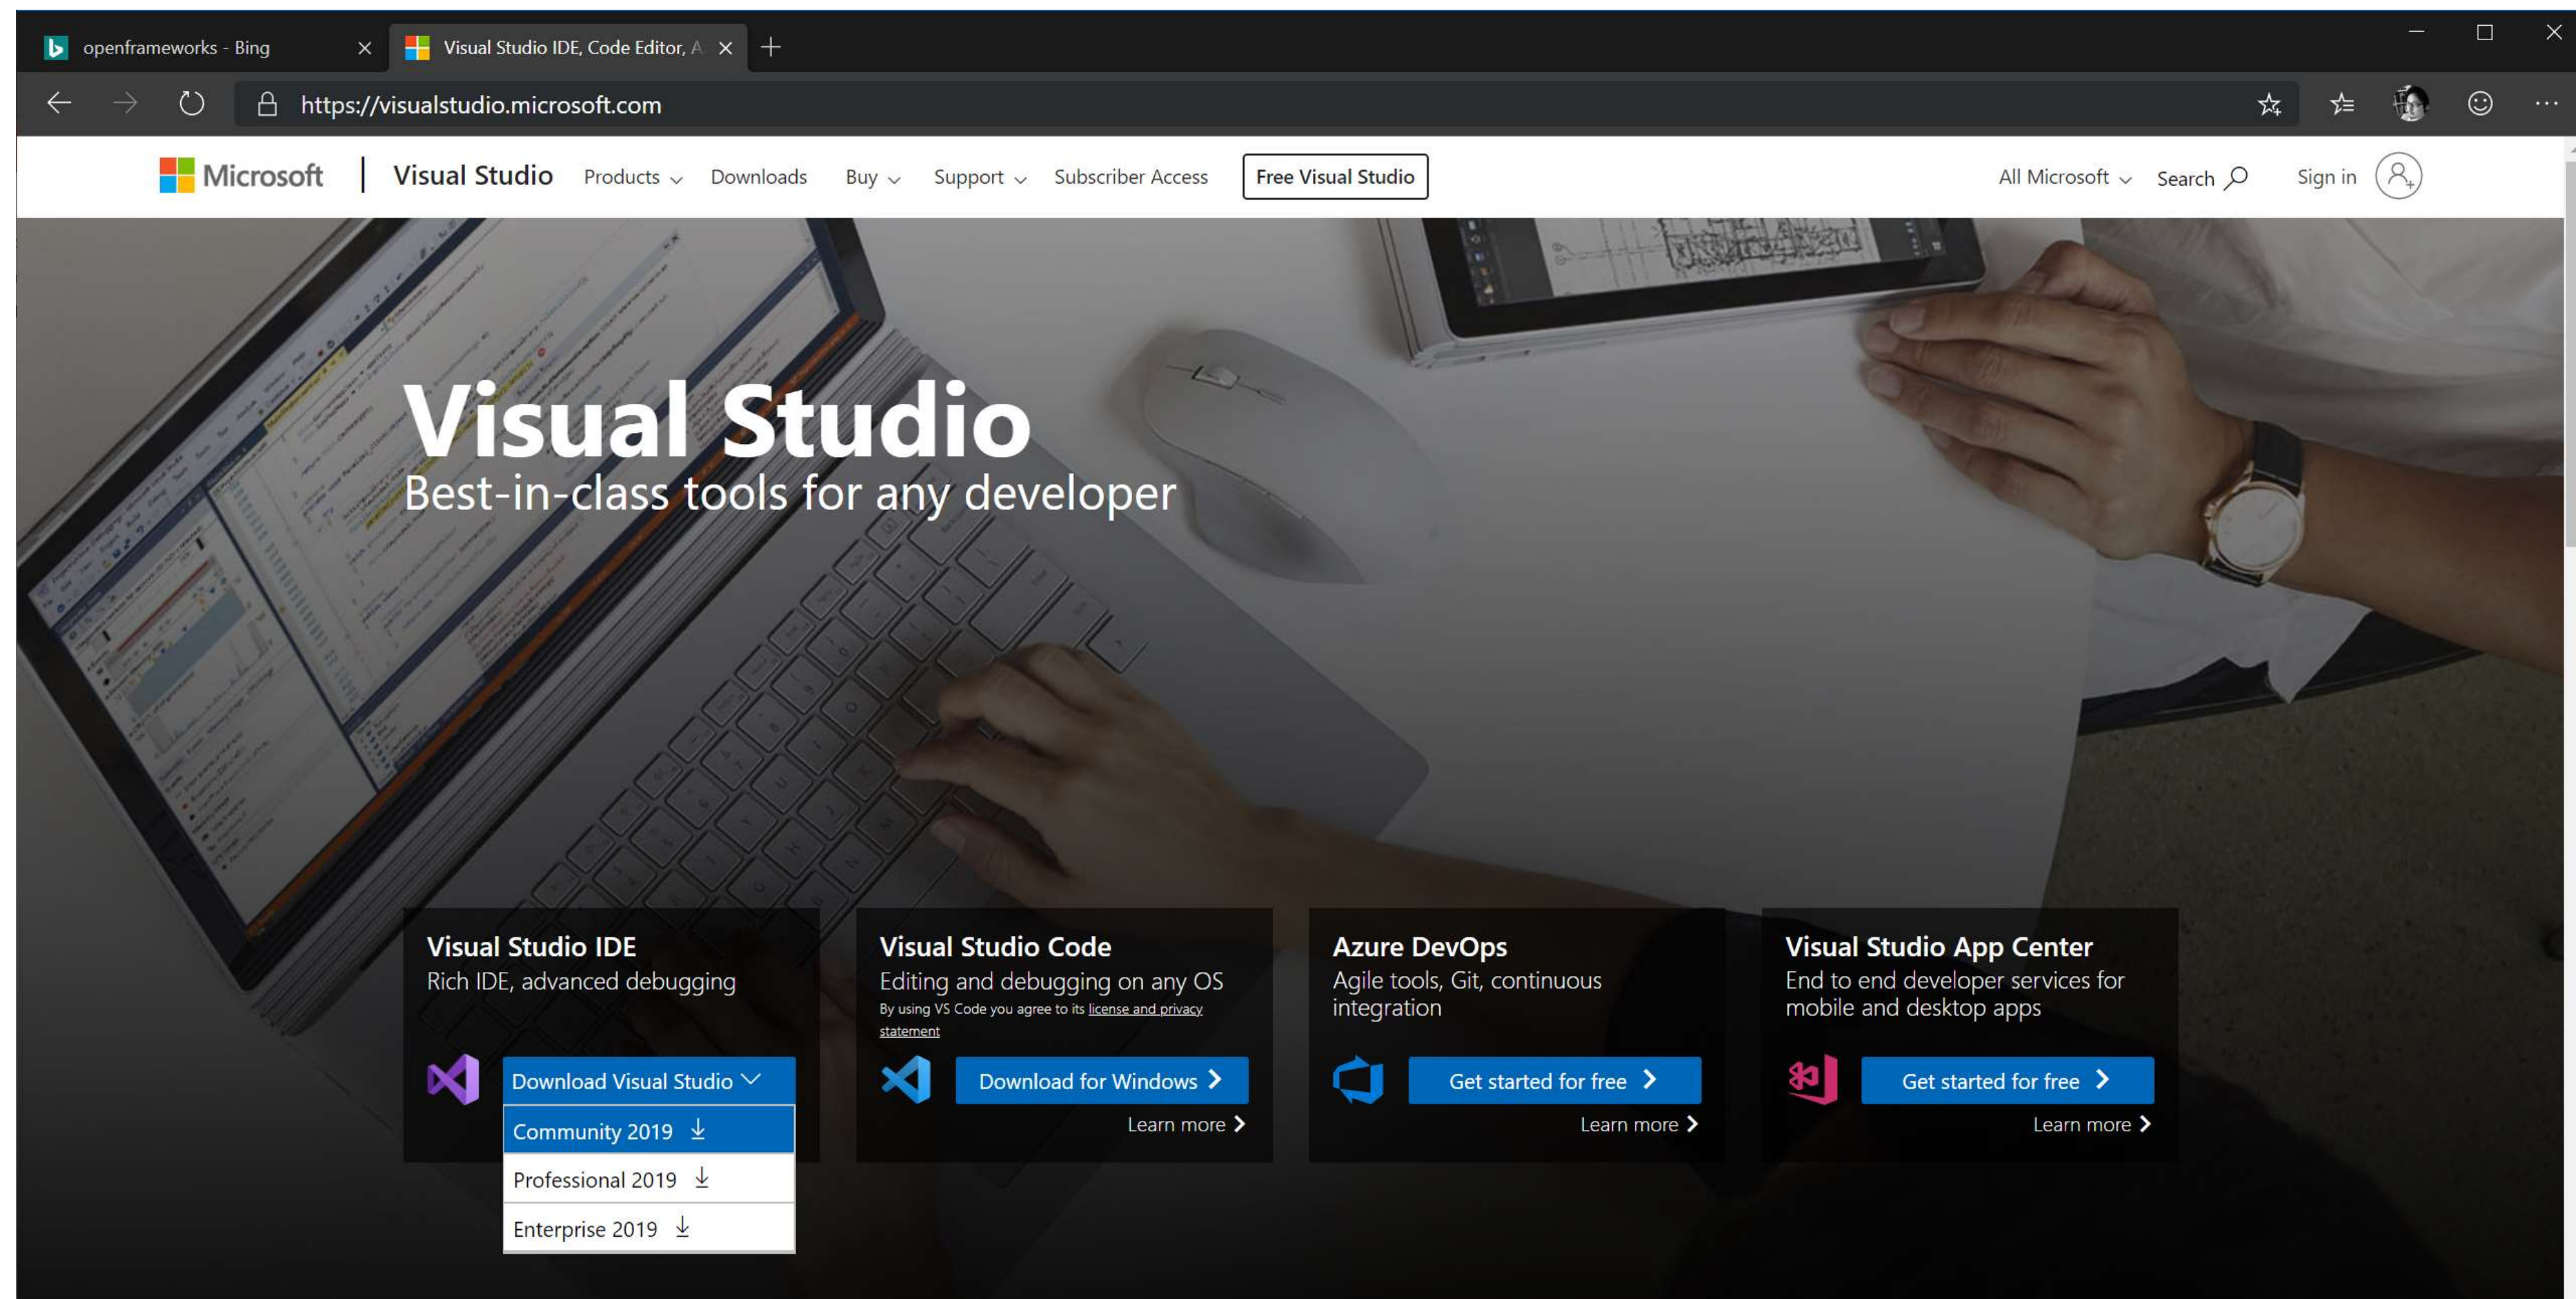 openframeworks - Bing
Visual Studio IDE, Code Editor, A
https://visualstudio.microsoft.com
Microsoft
Visual Studio Products Downloads Buy Support Subscriber Access Free Visual Studio
All Microsoft Search Sign in
Visual Studio
Best-in-class tools for any developer
Visual Studio IDE
Rich IDE, advanced debugging
Download Visual Studio
Community 2019
Professional 2019
Enterprise 2019
Visual Studio Code
Editing and debugging on any OS
By using VS Code you agree to its license and privacy
statement
Download for Windows
Learn more
Azure DevOps
Agile tools, Git, continuous
integration
Get started for free
Learn more
Visual Studio App Center
End to end developer services for
mobile and desktop apps
Get started for free
Learn more